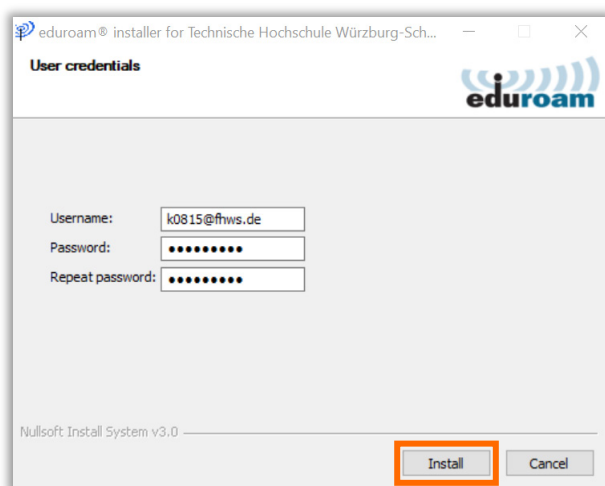 eduroam® installer for Technische Hochschule Würzburg-Sch...
User credentials
eduroam
Username: k0815@fhws.de
Password: •••••••••
Repeat password: •••••••••
Nullsoft Install System v3.0
Install Cancel